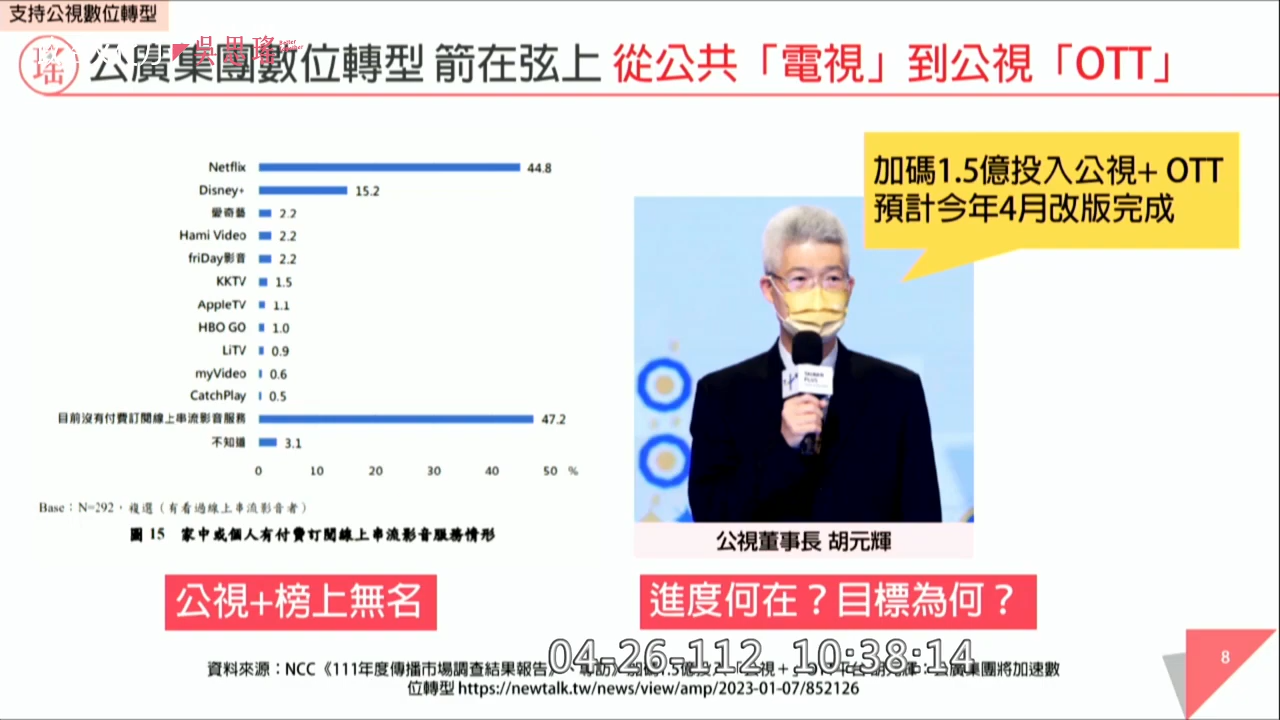 支持公視數位轉型
吳思瑤
公廣集團數位轉型 箭在弦上 從公共「電視」到公視「OTT」
Netflix 44.8
Disney+ 15.2
愛奇藝 2.2
Hami Video 2.2
friDay影音 2.2
KKTV 1.5
AppleTV 1.1
HBO GO 1.0
LiTV 0.9
myVideo 0.6
CatchPlay 0.5
目前沒有付費訂閱線上串流影音服務 47.2
不知道 3.1
0 10 20 30 40 50 %
Base：N=292，複選（有看過線上串流影音者）
圖 15 家中或個人有付費訂閱線上串流影音服務情形
公視+榜上無名
加碼1.5億投入公視+ OTT
預計今年4月改版完成
公視董事長 胡元輝
進度何在？目標為何？
04-26-112 10:38:14
8
資料來源：NCC《111年度傳播市場調查結果報告》、
公廣集團將加速數
位轉型 https://newtalk.tw/news/view/amp/2023-01-07/852126